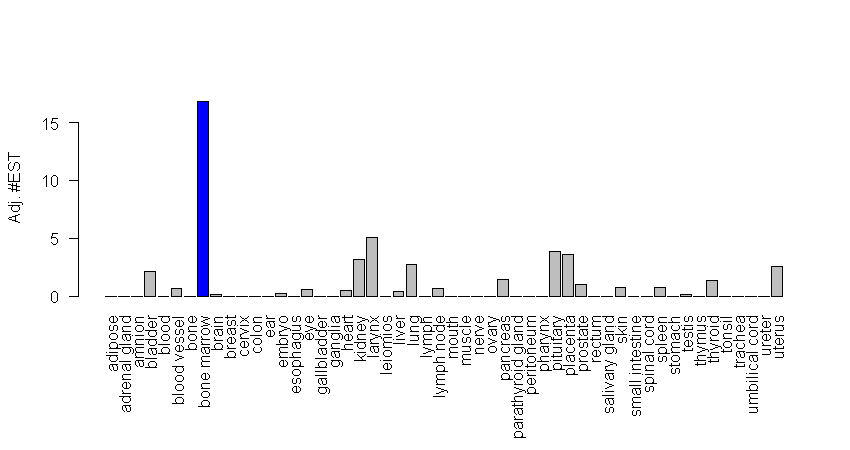 Adj. #EST
15
10
5
0
adipose
adrenal gland
amnion
bladder
blood
blood vessel
bone
bone marrow
brain
breast
cervix
colon
ear
embryo
esophagus
eye
gallbladder
ganglia
heart
kidney
larynx
leiomios
liver
lung
lymph
lymph node
mouth
muscle
nerve
ovary
pancreas
parathyroid gland
peritoneum
pharynx
pituitary
placenta
prostate
rectum
salivary gland
skin
small intestine
spinal cord
spleen
stomach
testis
thymus
thyroid
tonsil
trachea
umbilical cord
ureter
uterus